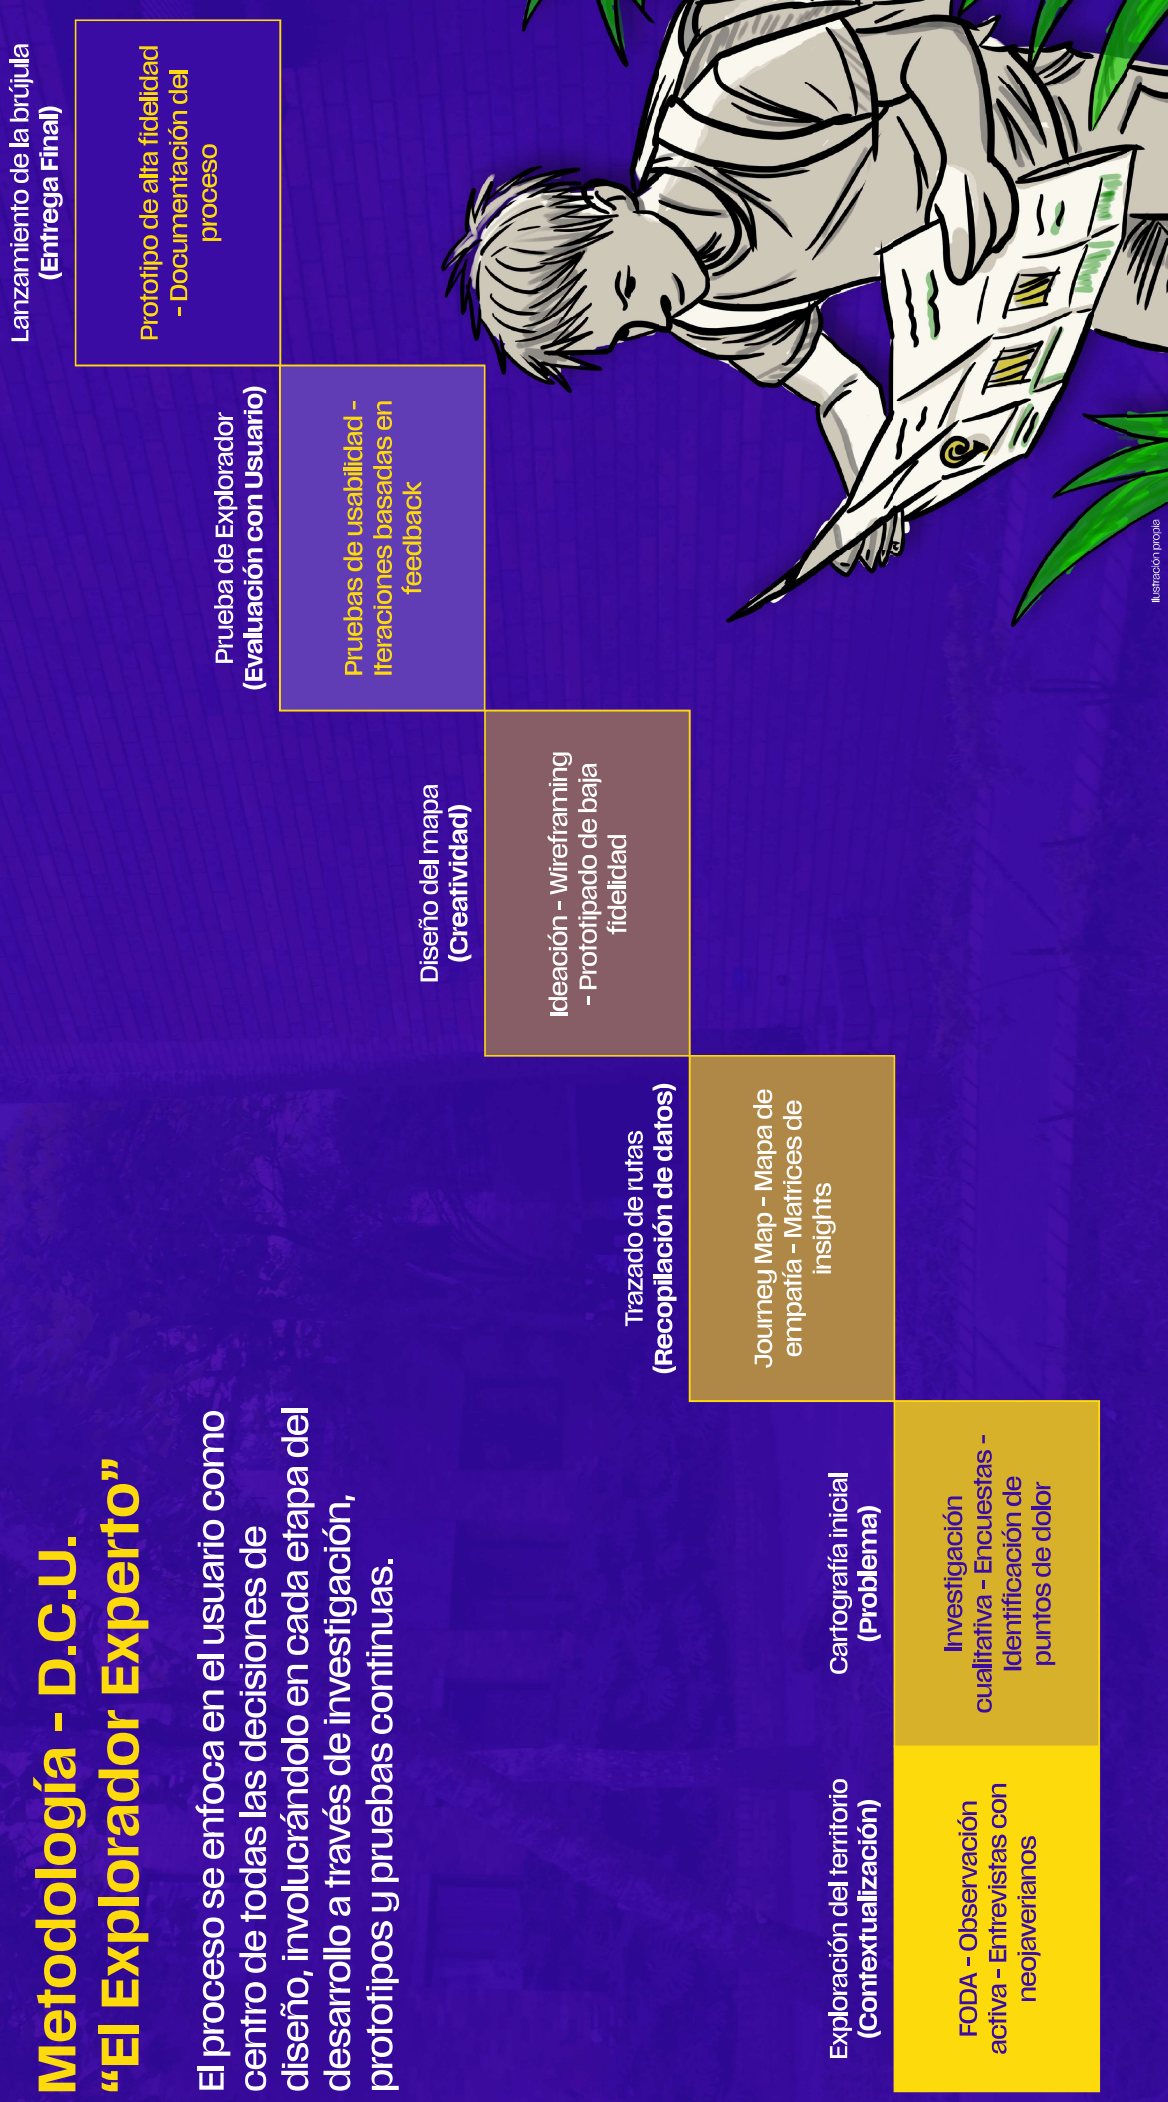 Metodología - D.C.U.
“El Explorador Experto”
El proceso se enfoca en el usuario como
centro de todas las decisiones de
diseño, involucrándolo en cada etapa del
desarrollo a través de investigación,
prototipos y pruebas continuas.
Exploración del territorio
(Contextualización)
FODA - Observación
activa - Entrevistas con
neojaverianos
Cartografía inicial
(Problema)
Investigación
cualitativa - Encuestas -
Identificación de
puntos de dolor
Trazado de rutas
(Recopilación de datos)
Journey Map - Mapa de
empatía - Matrices de
insights
Diseño del mapa
(Creatividad)
Ideación - Wireframing
- Prototipado de baja
fidelidad
Prueba de Explorador
(Evaluación con Usuario)
Pruebas de usabilidad -
Iteraciones basadas en
feedback
Lanzamiento de la brújula
(Entrega Final)
Prototipo de alta fidelidad
- Documentación del
proceso
Ilustración propia